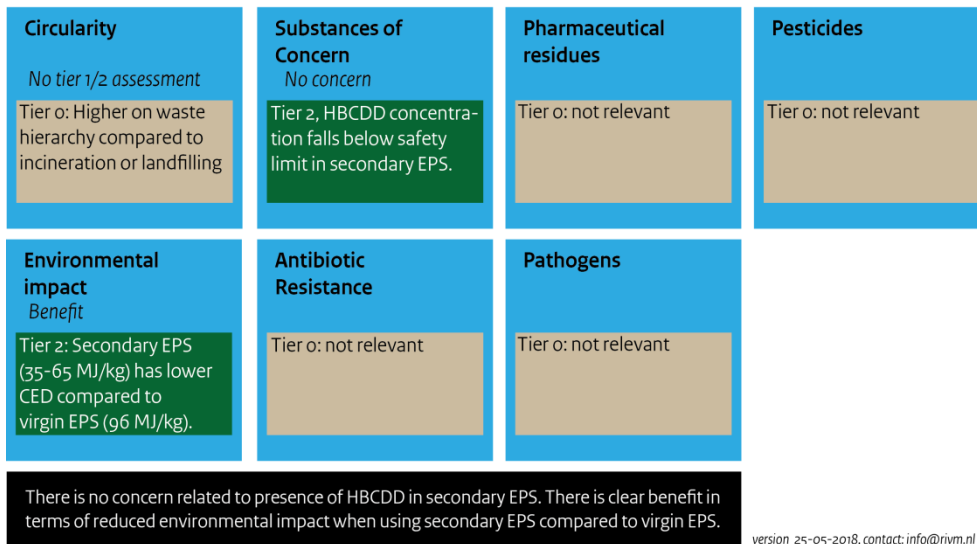 Circularity
No tier 1/2 assessment
Tier 0: Higher on waste
hierarchy compared to
incineration or landfilling
Substances of
Concern
No concern
Tier 2, HBCDD concentra-
tion falls below safety
limit in secondary EPS.
Pharmaceutical
residues
Tier 0: not relevant
Pesticides
Tier 0: not relevant
Environmental
impact
Benefit
Tier 2: Secondary EPS
(35-65 MJ/kg) has lower
CED compared to
virgin EPS (96 MJ/kg).
Antibiotic
Resistance
Tier 0: not relevant
Pathogens
Tier 0: not relevant
There is no concern related to presence of HBCDD in secondary EPS. There is clear benefit in
terms of reduced environmental impact when using secondary EPS compared to virgin EPS.
version 25-05-2018, contact: info@rivm.nl